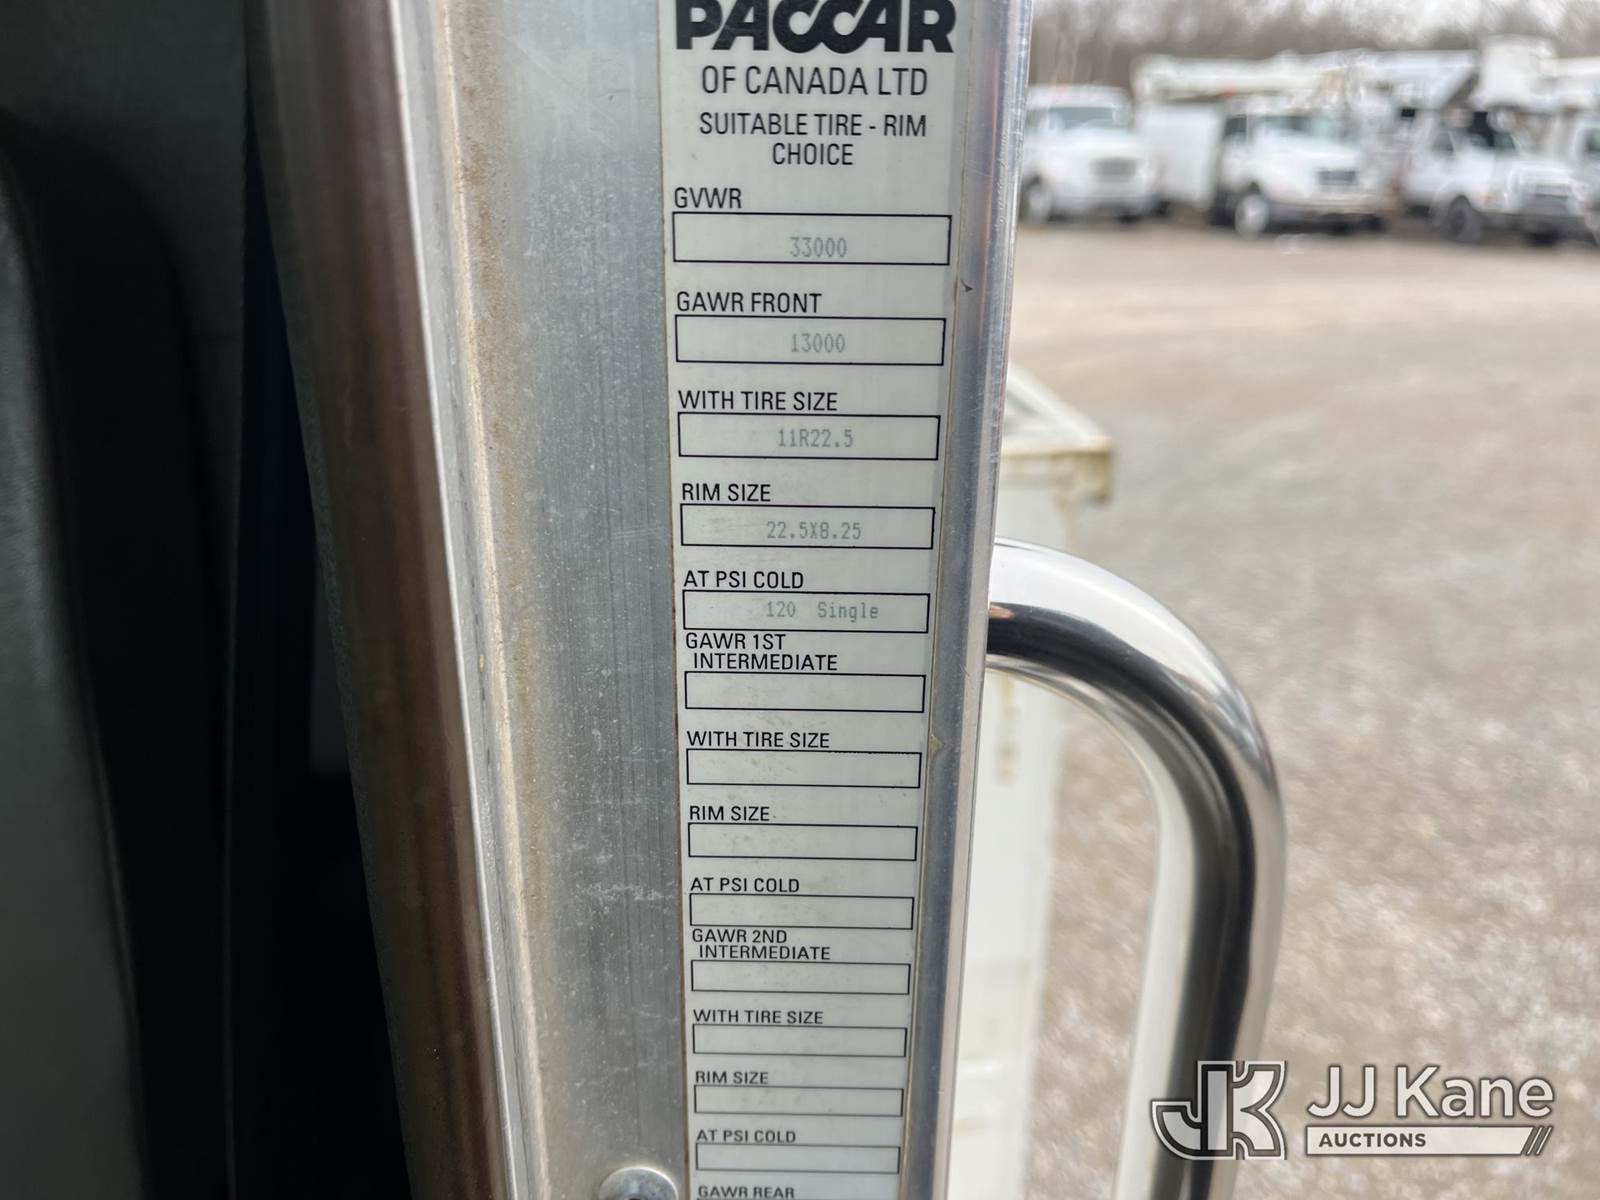 PACCAR
OF CANADA LTD
SUITABLE TIRE - RIM
CHOICE
GVWR
33000
GAWR FRONT
13000
WITH TIRE SIZE
11R22.5
RIM SIZE
22.5X8.25
AT PSI COLD
120 Single
GAWR 1ST
INTERMEDIATE
WITH TIRE SIZE
RIM SIZE
AT PSI COLD
GAWR 2ND
INTERMEDIATE
WITH TIRE SIZE
RIM SIZE
AT PSI COLD
GAWR REAR
JK JJ Kane
AUCTIONS